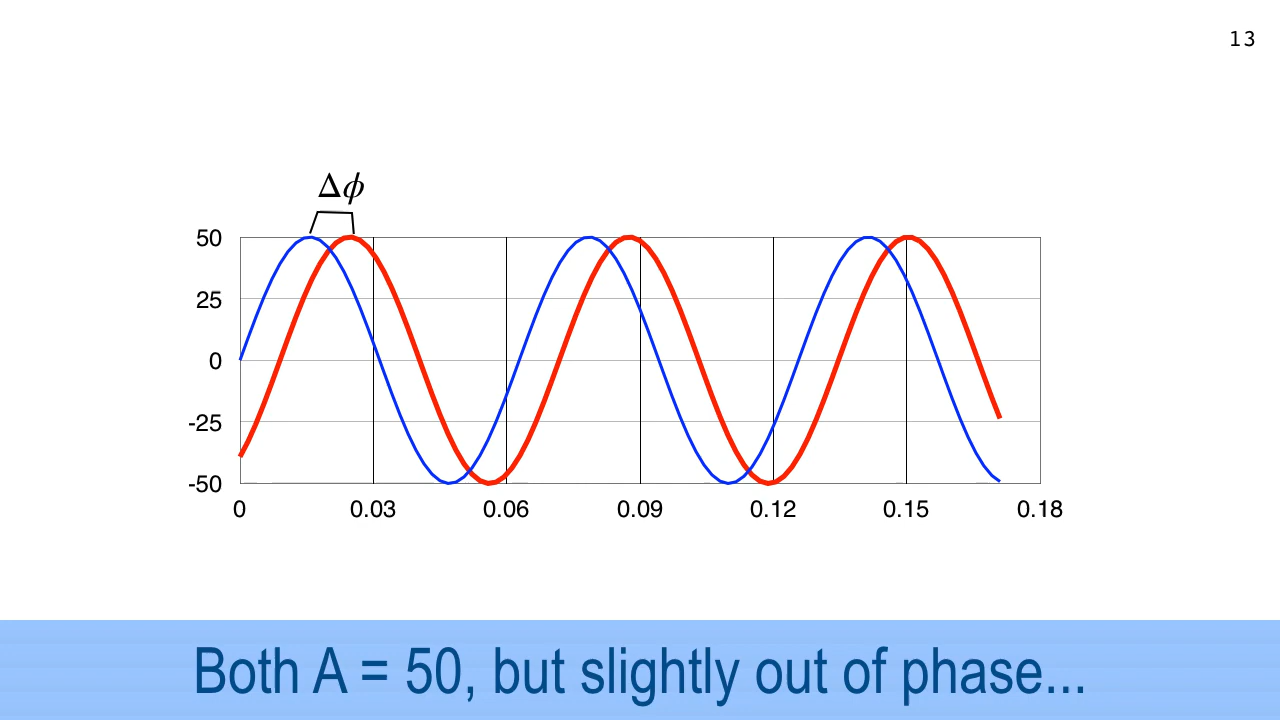 13
Δϕ
50
25
0
-25
-50
0 0.03 0.06 0.09 0.12 0.15 0.18
Both A = 50, but slightly out of phase...